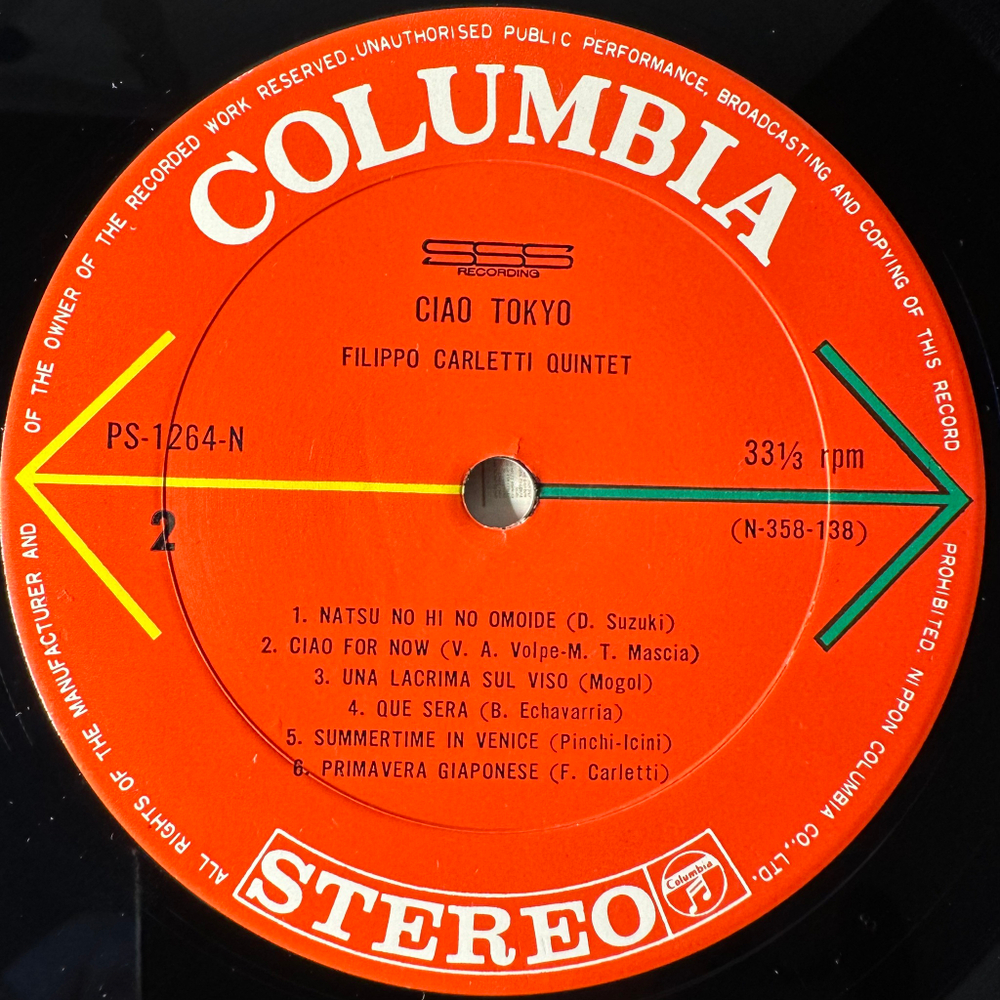 ALL RIGHTS OF THE MANUFACTURER AND OF THE OWNER OF THE RECORDED WORK RESERVED. UNAUTHORISED PUBLIC PERFORMANCE, BROADCASTING AND COPYING OF THIS RECORD PROHIBITED. NIPPON COLUMBIA CO., LTD.
COLUMBIA
SSS
RECORDING
CIAO TOKYO
FILIPPO CARLETTI QUINTET
PS-1264-N
33⅓ rpm
2
(N-358-138)
1. NATSU NO HI NO OMOIDE (D. Suzuki)
2. CIAO FOR NOW (V. A. Volpe-M. T. Mascia)
3. UNA LACRIMA SUL VISO (Mogol)
4. QUE SERA (B. Echavarria)
5. SUMMERTIME IN VENICE (Pinchi-Icini)
6. PRIMAVERA GIAPONESE (F. Carletti)
STEREO
Columbia